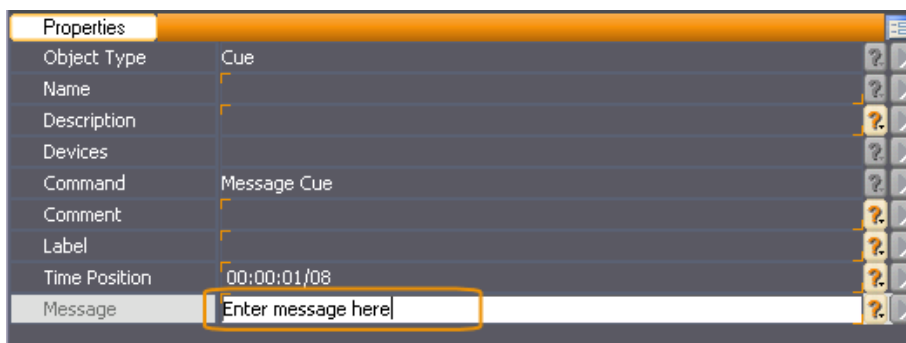 Properties
Object Type Cue
Name
Description
Devices
Command Message Cue
Comment
Label
Time Position 00:00:01/08
Message Enter message here